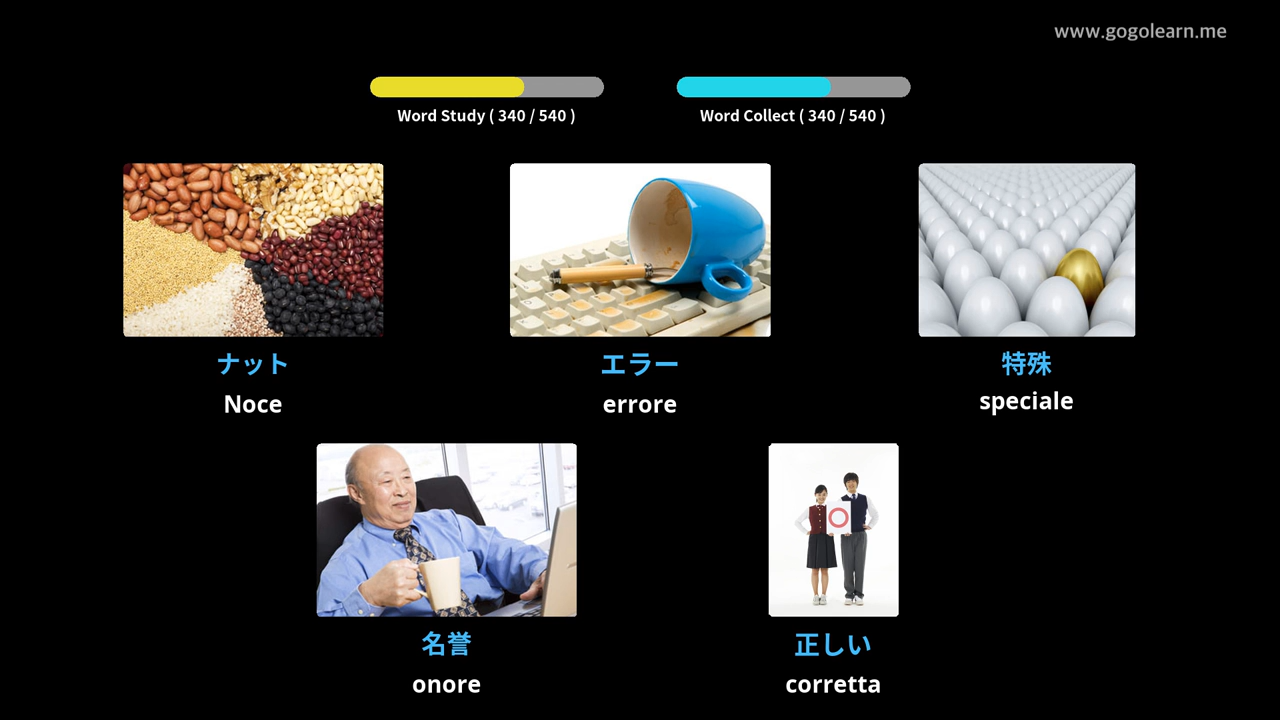 www.gogolearn.me
Word Study ( 340 / 540 )
Word Collect ( 340 / 540 )
ナット
Noce
エラー
errore
特殊
speciale
名誉
onore
正しい
corretta